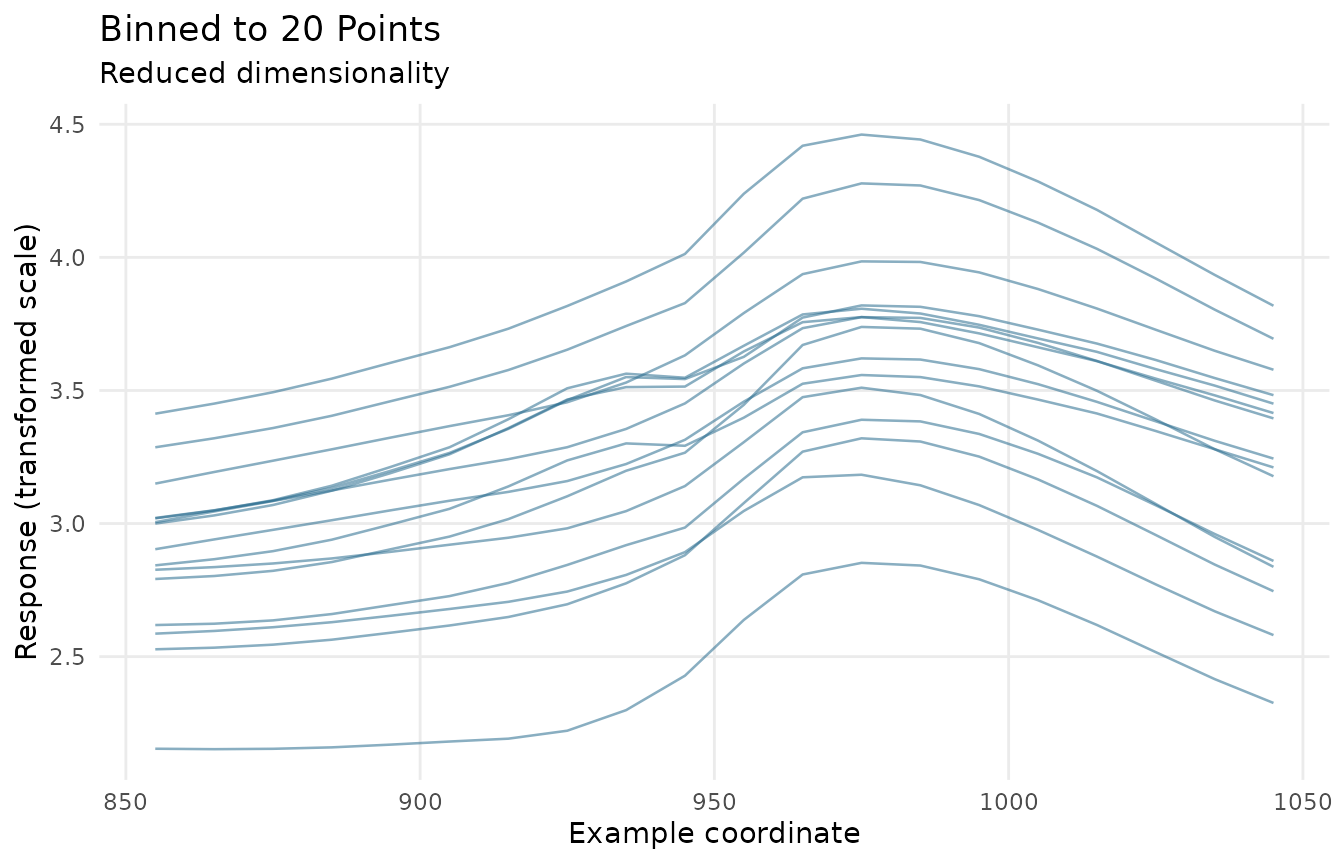 Binned to 20 Points
Reduced dimensionality
Response (transformed scale)
4.5
4.0
3.5
3.0
2.5
850
900
950
1000
1050
Example coordinate